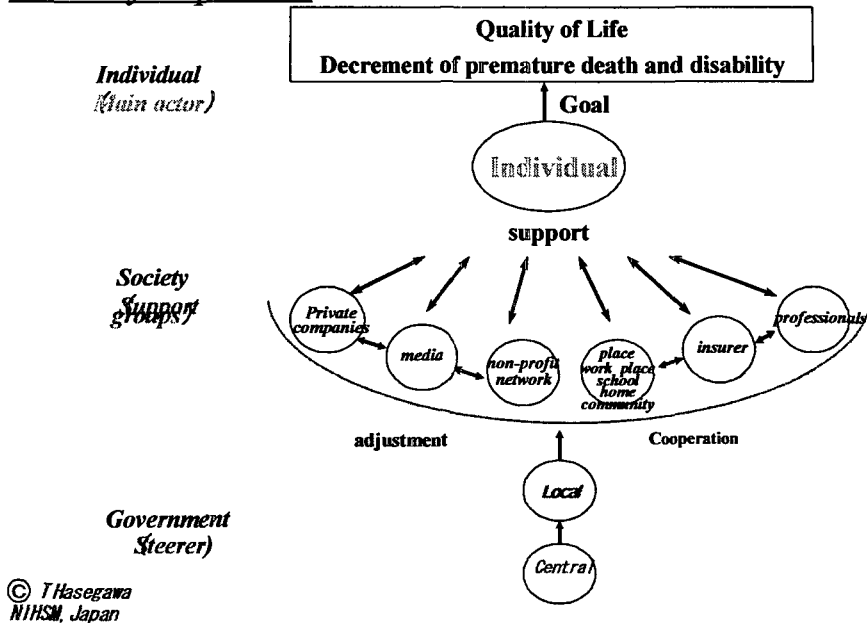 Quality of Life
Decrement of premature death and disability
Individual
(Main actor)
Goal
Individual
support
Society
(Support
groups)
Private
companies
media
non-profit
network
place
work place
school
home
community
insurer
professionals
adjustment
Cooperation
Local
Government
(Steerer)
Central
© T Hasegawa
NIHSM, Japan